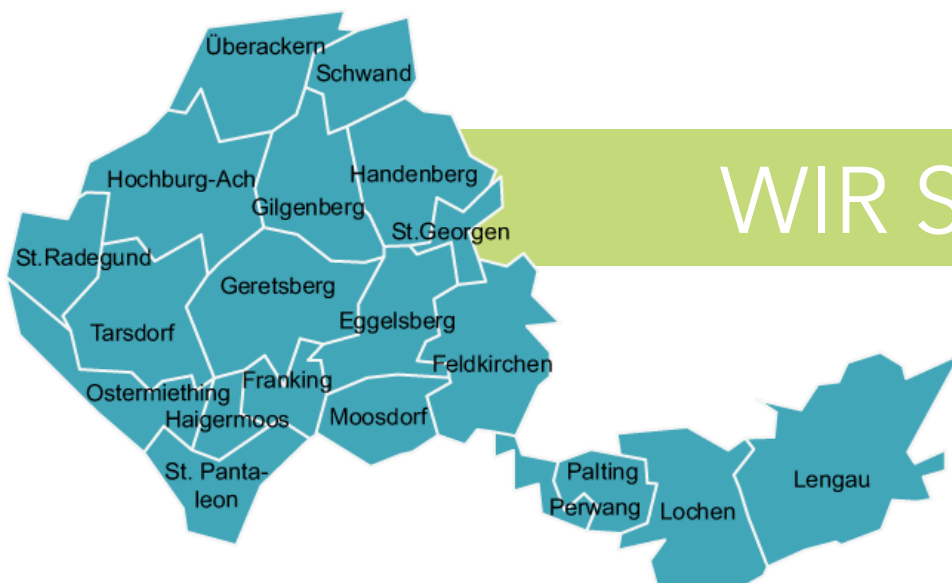 Überackern
Schwand
WIR S
Hochburg-Ach
Handenberg
Gilgenberg
St.Georgen
St.Radegund
Geretsberg
Tarsdorf
Eggelsberg
Feldkirchen
Ostermiething
Franking
Haigermoos
Moosdorf
St. Panta-
leon
Palting
Perwang
Lochen
Lengau